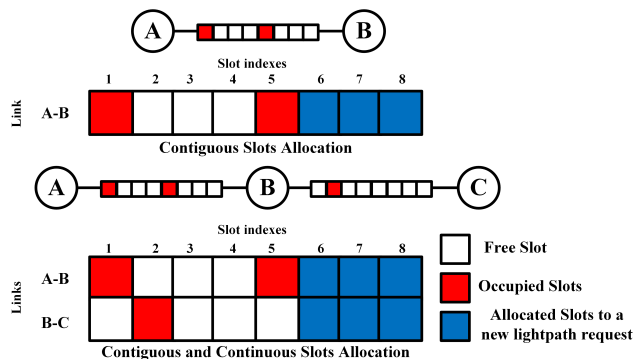 A B
Slot indexes
1 2 3 4 5 6 7 8
Link A-B
Contiguous Slots Allocation
A B C
Slot indexes
1 2 3 4 5 6 7 8
Links
A-B
B-C
Contiguous and Continuous Slots Allocation
Free Slot
Occupied Slots
Allocated Slots to a
new lightpath request